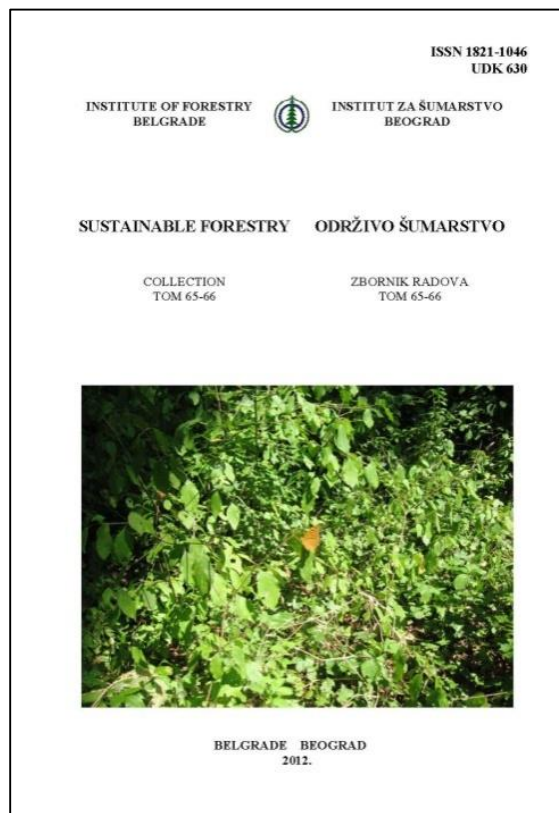 ISSN 1821-1046
UDK 630
INSTITUTE OF FORESTRY
BELGRADE
INSTITUT ZA ŠUMARSTVO
BEOGRAD
SUSTAINABLE FORESTRY
ODRŽIVO ŠUMARSTVO
COLLECTION
TOM 65-66
ZBORNIK RADOVA
TOM 65-66
BELGRADE BEOGRAD
2012.